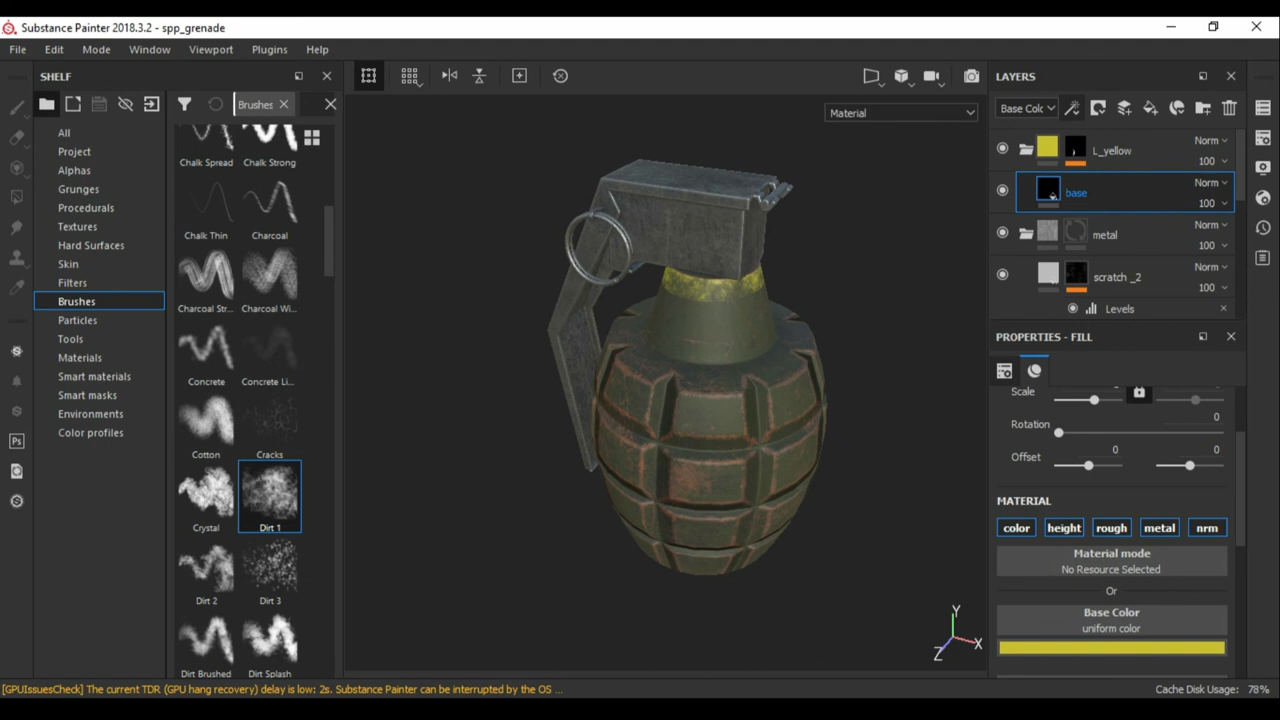 Substance Painter 2018.3.2 - spp_grenade
File Edit Mode Window Viewport Plugins Help
SHELF
Brushes
All
Project
Alphas
Grunges
Procedurals
Textures
Hard Surfaces
Skin
Filters
Brushes
Particles
Tools
Materials
Smart materials
Smart masks
Environments
Color profiles
Chalk Spread Chalk Strong
Chalk Thin Charcoal
Charcoal Str... Charcoal Wi...
Concrete Concrete Li...
Cotton Cracks
Crystal Dirt 1
Dirt 2 Dirt 3
Dirt Brushed Dirt Splash
Ps
Material
Y
X
Z
LAYERS
Base Colc
L_yellow Norm
100
base Norm
100
metal Norm
100
scratch _2 Norm
100
Levels
PROPERTIES - FILL
Scale
Rotation 0
Offset 0 0
MATERIAL
color height rough metal nrm
Material mode
No Resource Selected
Or
Base Color
uniform color
[GPUIssuesCheck] The current TDR (GPU hang recovery) delay is low: 2s. Substance Painter can be interrupted by the OS ...
Cache Disk Usage: 78%